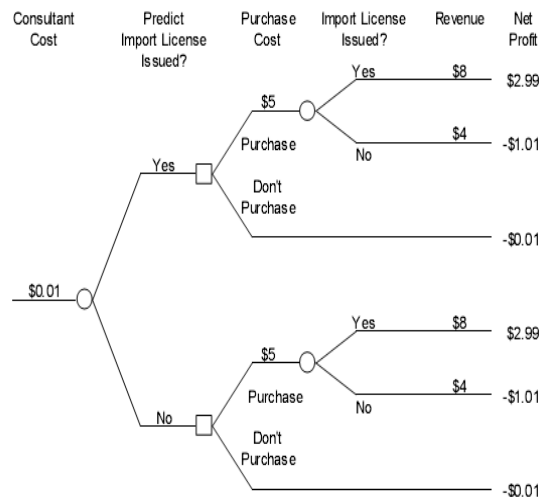 Consultant Cost
Predict Import License Issued?
Purchase Cost
Import License Issued?
Revenue
Net Profit
Yes
$8
$2.99
$5
Purchase
No
$4
-$1.01
Yes
Don't Purchase
-$0.01
$0.01
Yes
$8
$2.99
$5
Purchase
No
$4
-$1.01
No
Don't Purchase
-$0.01